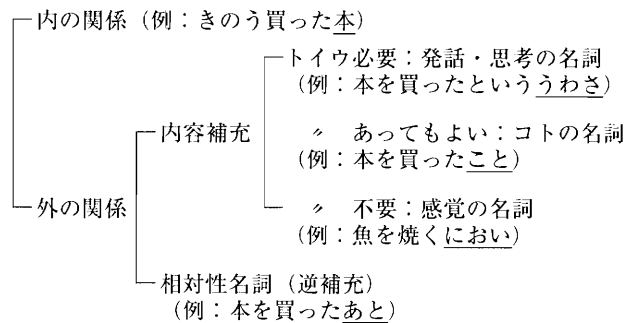 内の関係（例：きのう買った本）
トイウ必要：発話・思考の名詞
（例：本を買ったといううわさ）
内容補充
〃 あってもよい：コトの名詞
（例：本を買ったこと）
外の関係
〃 不要：感覚の名詞
（例：魚を焼くにおい）
相対性名詞（逆補充）
（例：本を買ったあと）